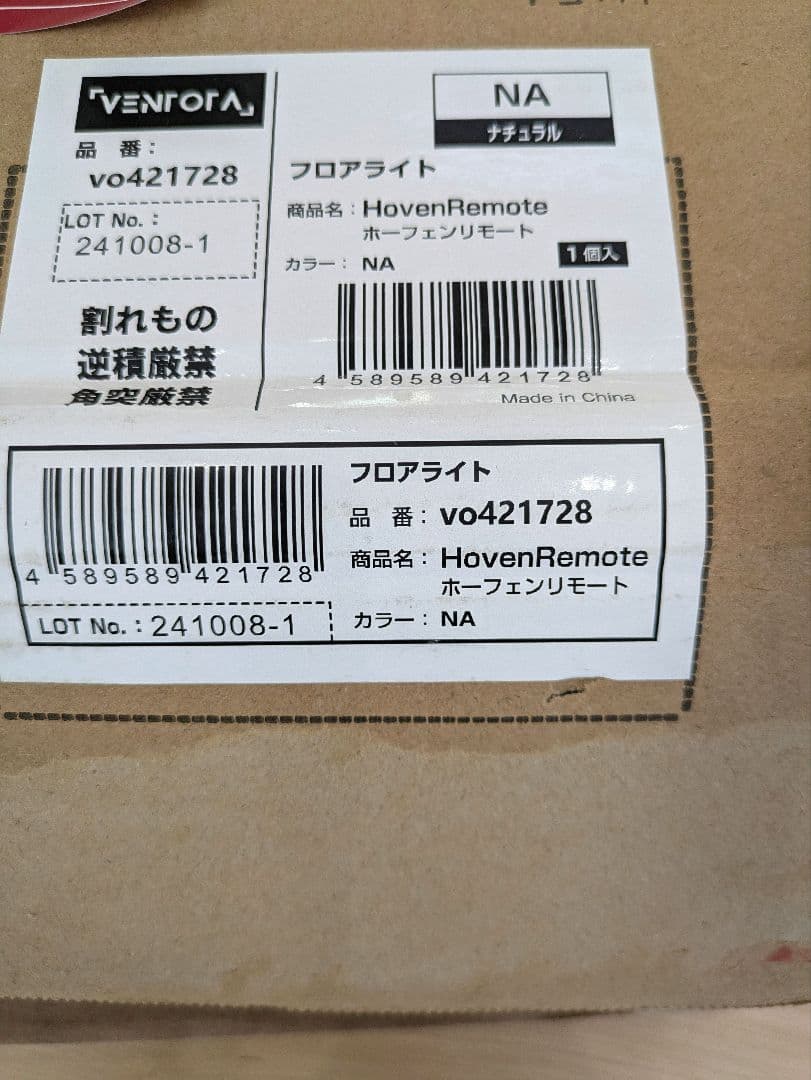 VENTOTA
品 番：
vo421728
LOT No.：
241008-1
割れもの
逆積厳禁
角突厳禁
NA
ナチュラル
フロアライト
商品名：HovenRemote
ホーフェンリモート
カラー： NA
1個入
4 589589 421728
Made in China
4 589589 421728
LOT No.：241008-1
フロアライト
品 番：vo421728
商品名：HovenRemote
ホーフェンリモート
カラー：NA